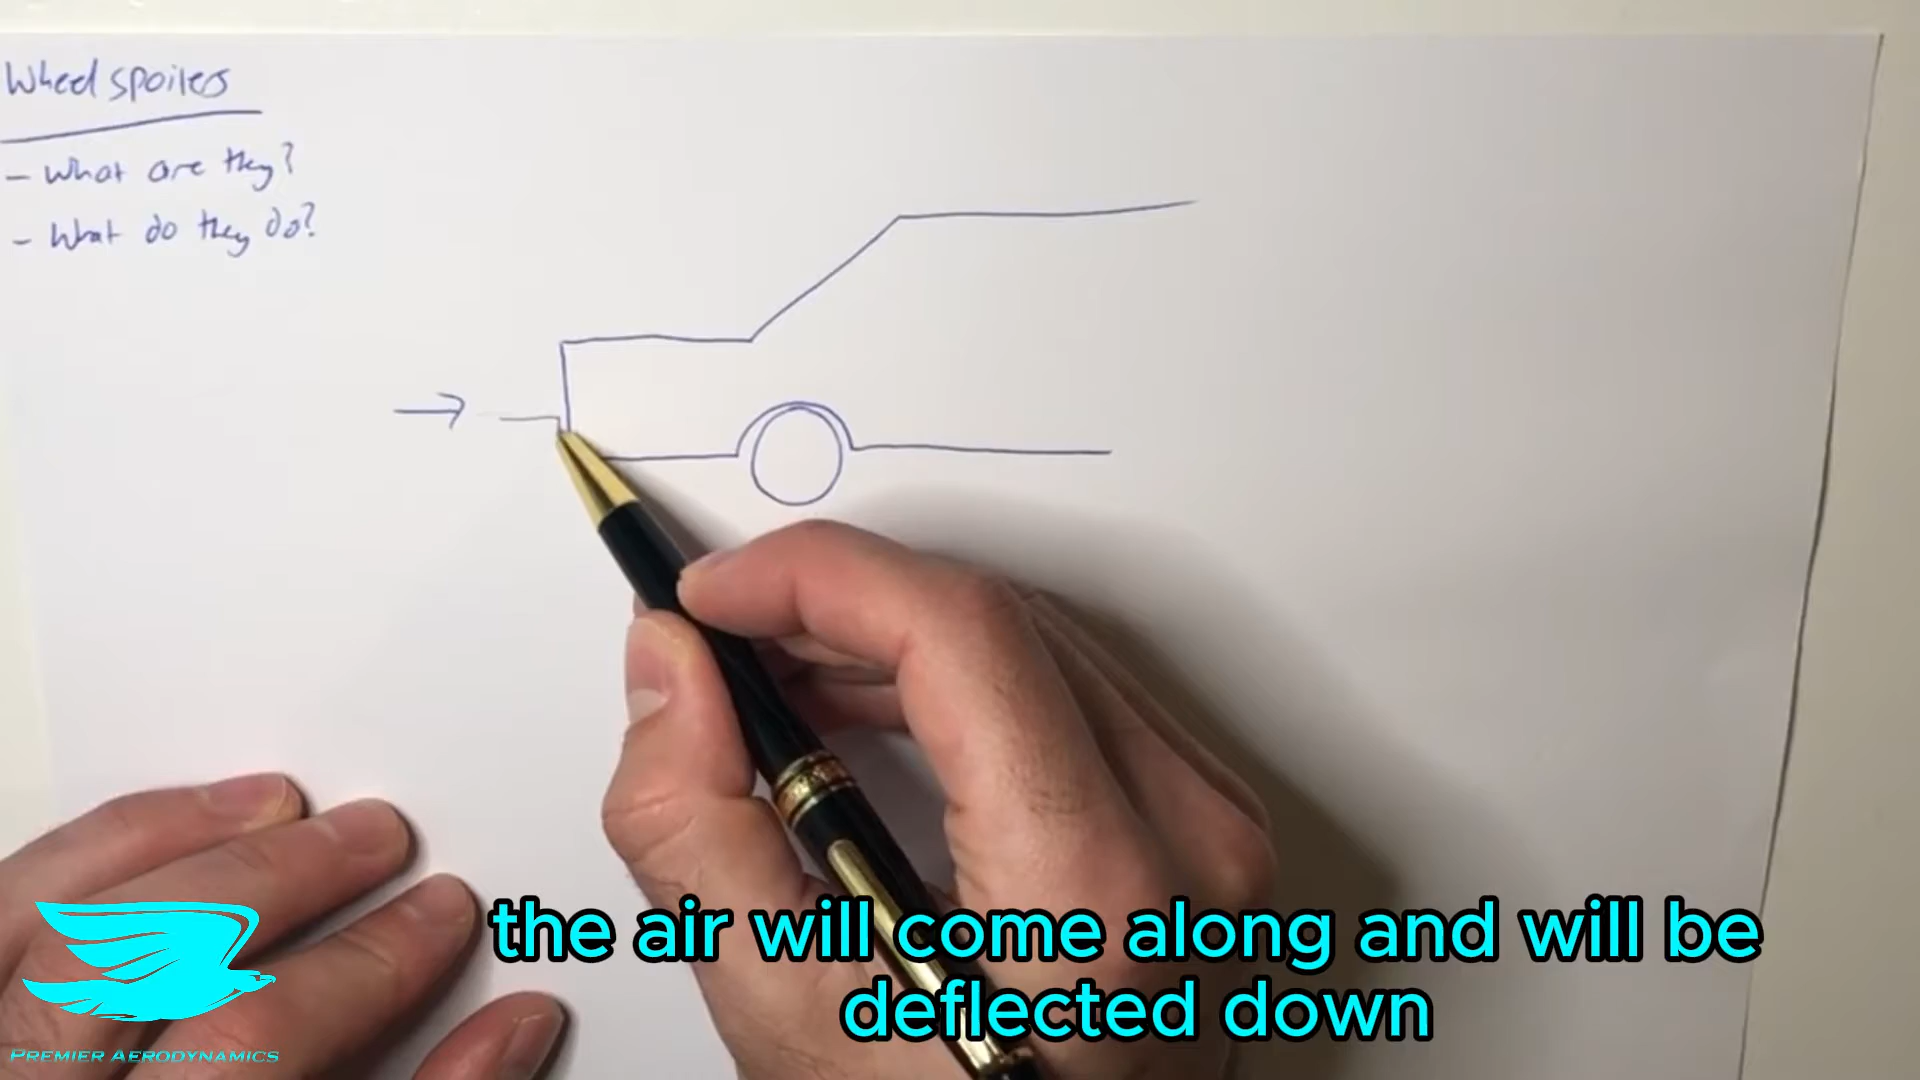 Wheel spoilers
- What are they?
- What do they do?
the air will come along and will be
deflected down
PREMIER AERODYNAMICS